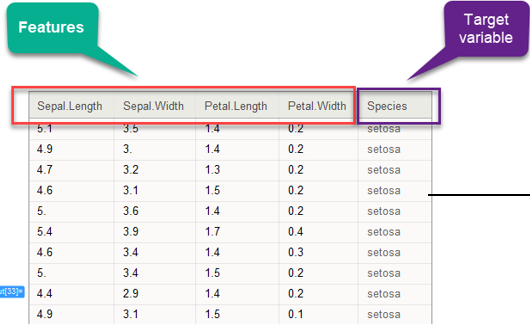 Features
Target
variable
Sepal.Length Sepal.Width Petal.Length Petal.Width Species
5.1 3.5 1.4 0.2 setosa
4.9 3. 1.4 0.2 setosa
4.7 3.2 1.3 0.2 setosa
4.6 3.1 1.5 0.2 setosa
5. 3.6 1.4 0.2 setosa
5.4 3.9 1.7 0.4 setosa
4.6 3.4 1.4 0.3 setosa
5. 3.4 1.5 0.2 setosa
ut[33]=
4.4 2.9 1.4 0.2 setosa
4.9 3.1 1.5 0.1 setosa